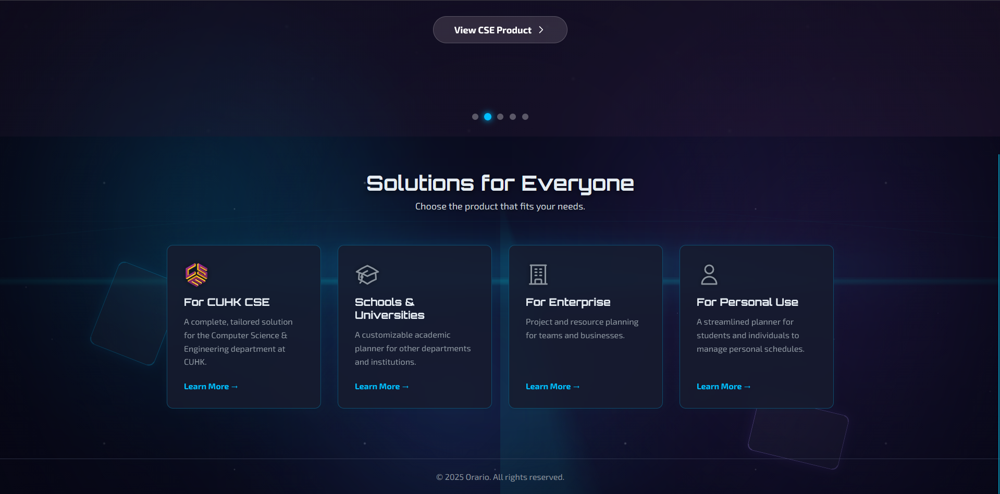 View CSE Product
Solutions for Everyone
Choose the product that fits your needs.
For CUHK CSE
A complete, tailored solution
for the Computer Science &
Engineering department at
CUHK.
Learn More →
Schools &
Universities
A customizable academic
planner for other departments
and institutions.
Learn More →
For Enterprise
Project and resource planning
for teams and businesses.
Learn More →
For Personal Use
A streamlined planner for
students and individuals to
manage personal schedules.
Learn More →
© 2025 Orario. All rights reserved.